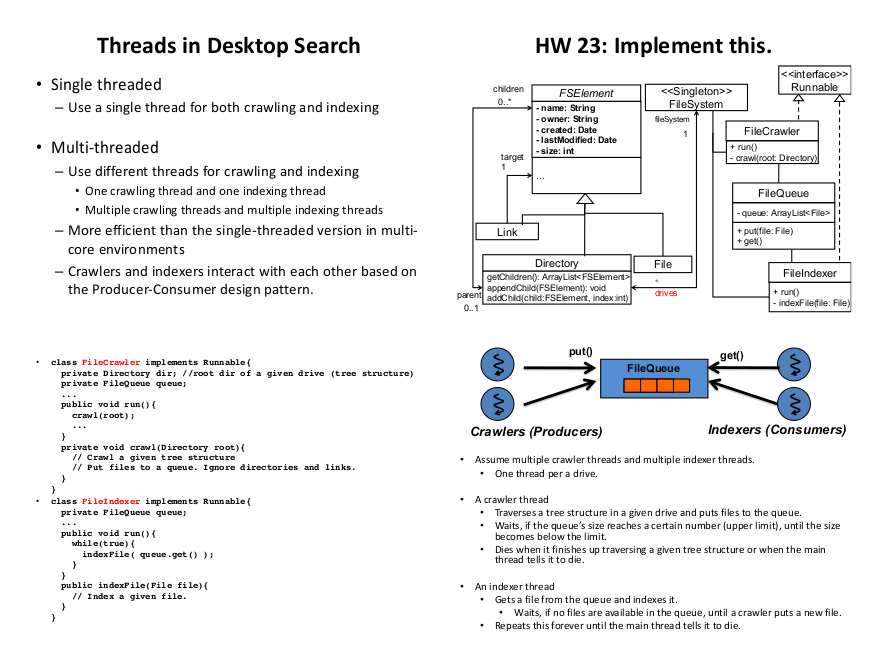 Threads in Desktop Search
• Single threaded
– Use a single thread for both crawling and indexing
• Multi-threaded
– Use different threads for crawling and indexing
• One crawling thread and one indexing thread
• Multiple crawling threads and multiple indexing threads
– More efficient than the single-threaded version in multi-
core environments
– Crawlers and indexers interact with each other based on
the Producer-Consumer design pattern.
HW 23: Implement this.
children
0..*
FSElement
- name: String
- owner: String
- created: Date
- lastModified: Date
- size: int
...
target
1
<<Singleton>>
FileSystem
fileSystem
1
<<interface>>
Runnable
FileCrawler
+ run()
- crawl(root: Directory)
FileQueue
- queue: ArrayList<File>
+ put(file: File)
+ get()
Link
Directory
getChildren(): ArrayList<FSElement>
appendChild(FSElement): void
addChild(child:FSElement, index:int)
File
*
drives
parent
0..1
FileIndexer
+ run()
- indexFile(file: File)
• class FileCrawler implements Runnable{
private Directory dir; //root dir of a given drive (tree structure)
private FileQueue queue;
...
public void run(){
crawl(root);
...
}
private void crawl(Directory root){
// Crawl a given tree structure
// Put files to a queue. Ignore directories and links.
}
}
• class FileIndexer implements Runnable{
private FileQueue queue;
...
public void run(){
while(true){
indexFile( queue.get() );
}
}
public indexFile(File file){
// Index a given file.
}
}
put()
FileQueue
get()
Crawlers (Producers)
Indexers (Consumers)
• Assume multiple crawler threads and multiple indexer threads.
• One thread per a drive.
• A crawler thread
• Traverses a tree structure in a given drive and puts files to the queue.
• Waits, if the queue's size reaches a certain number (upper limit), until the size
becomes below the limit.
• Dies when it finishes up traversing a given tree structure or when the main
thread tells it to die.
• An indexer thread
• Gets a file from the queue and indexes it.
• Waits, if no files are available in the queue, until a crawler puts a new file.
• Repeats this forever until the main thread tells it to die.